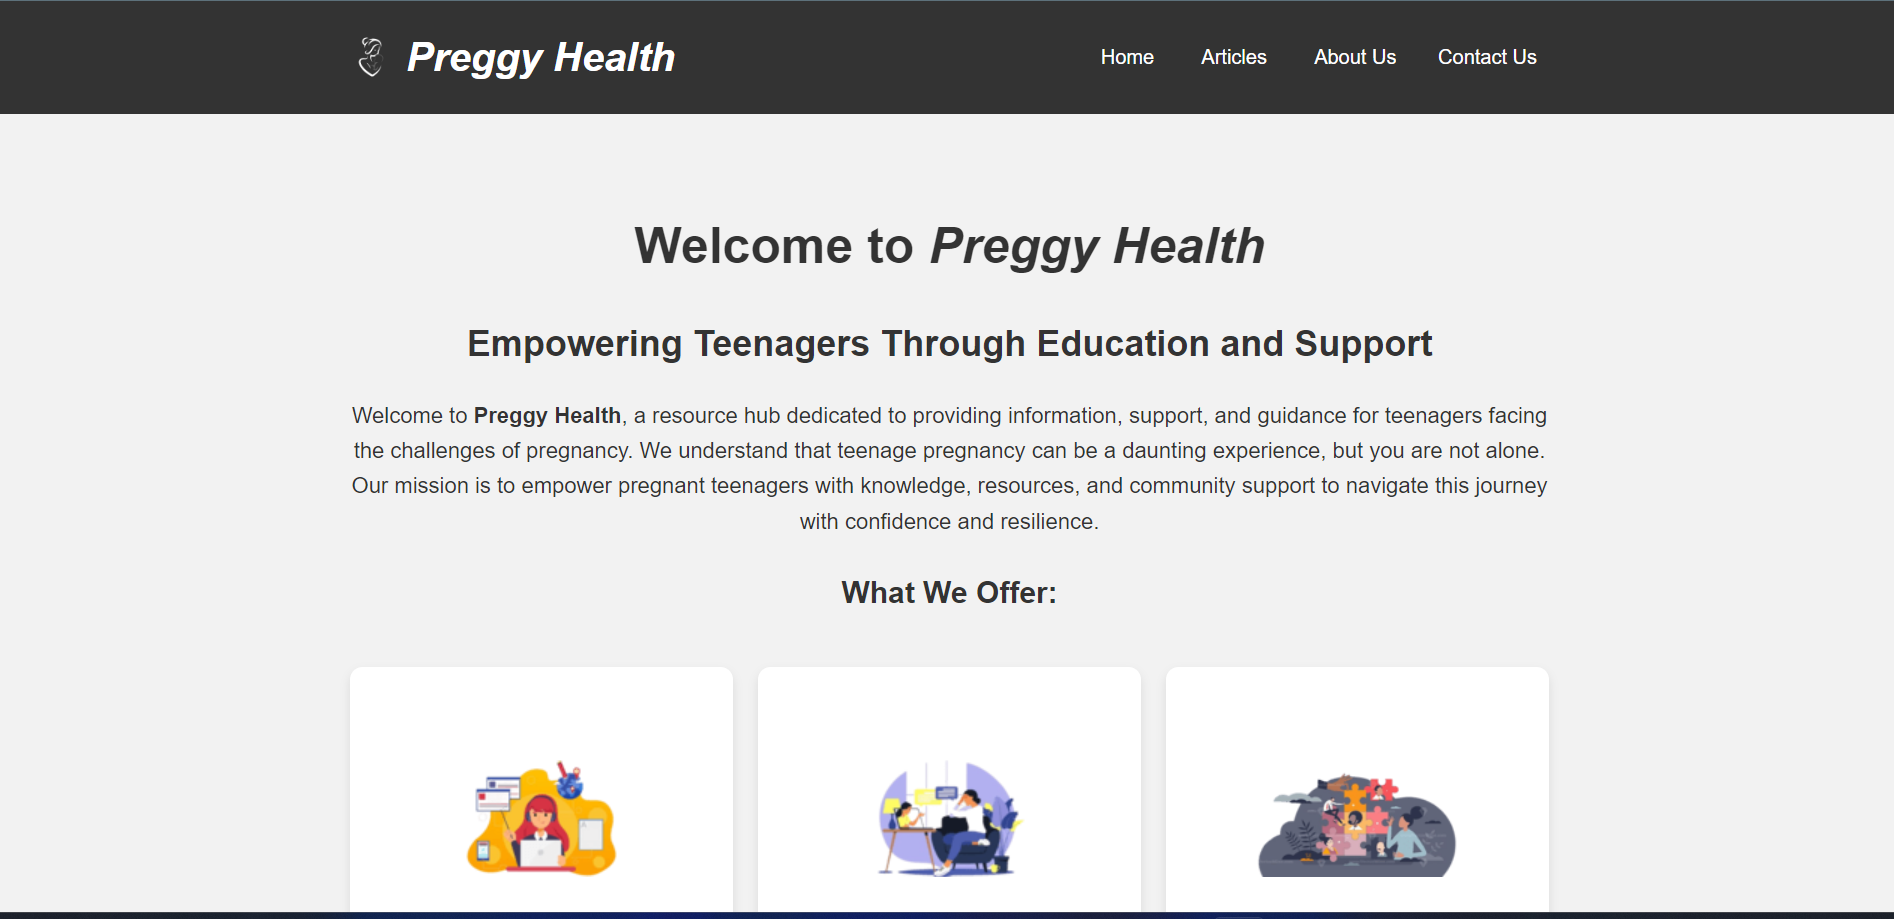 Preggy Health
Home Articles About Us Contact Us
Welcome to Preggy Health
Empowering Teenagers Through Education and Support
Welcome to Preggy Health, a resource hub dedicated to providing information, support, and guidance for teenagers facing
the challenges of pregnancy. We understand that teenage pregnancy can be a daunting experience, but you are not alone.
Our mission is to empower pregnant teenagers with knowledge, resources, and community support to navigate this journey
with confidence and resilience.
What We Offer: